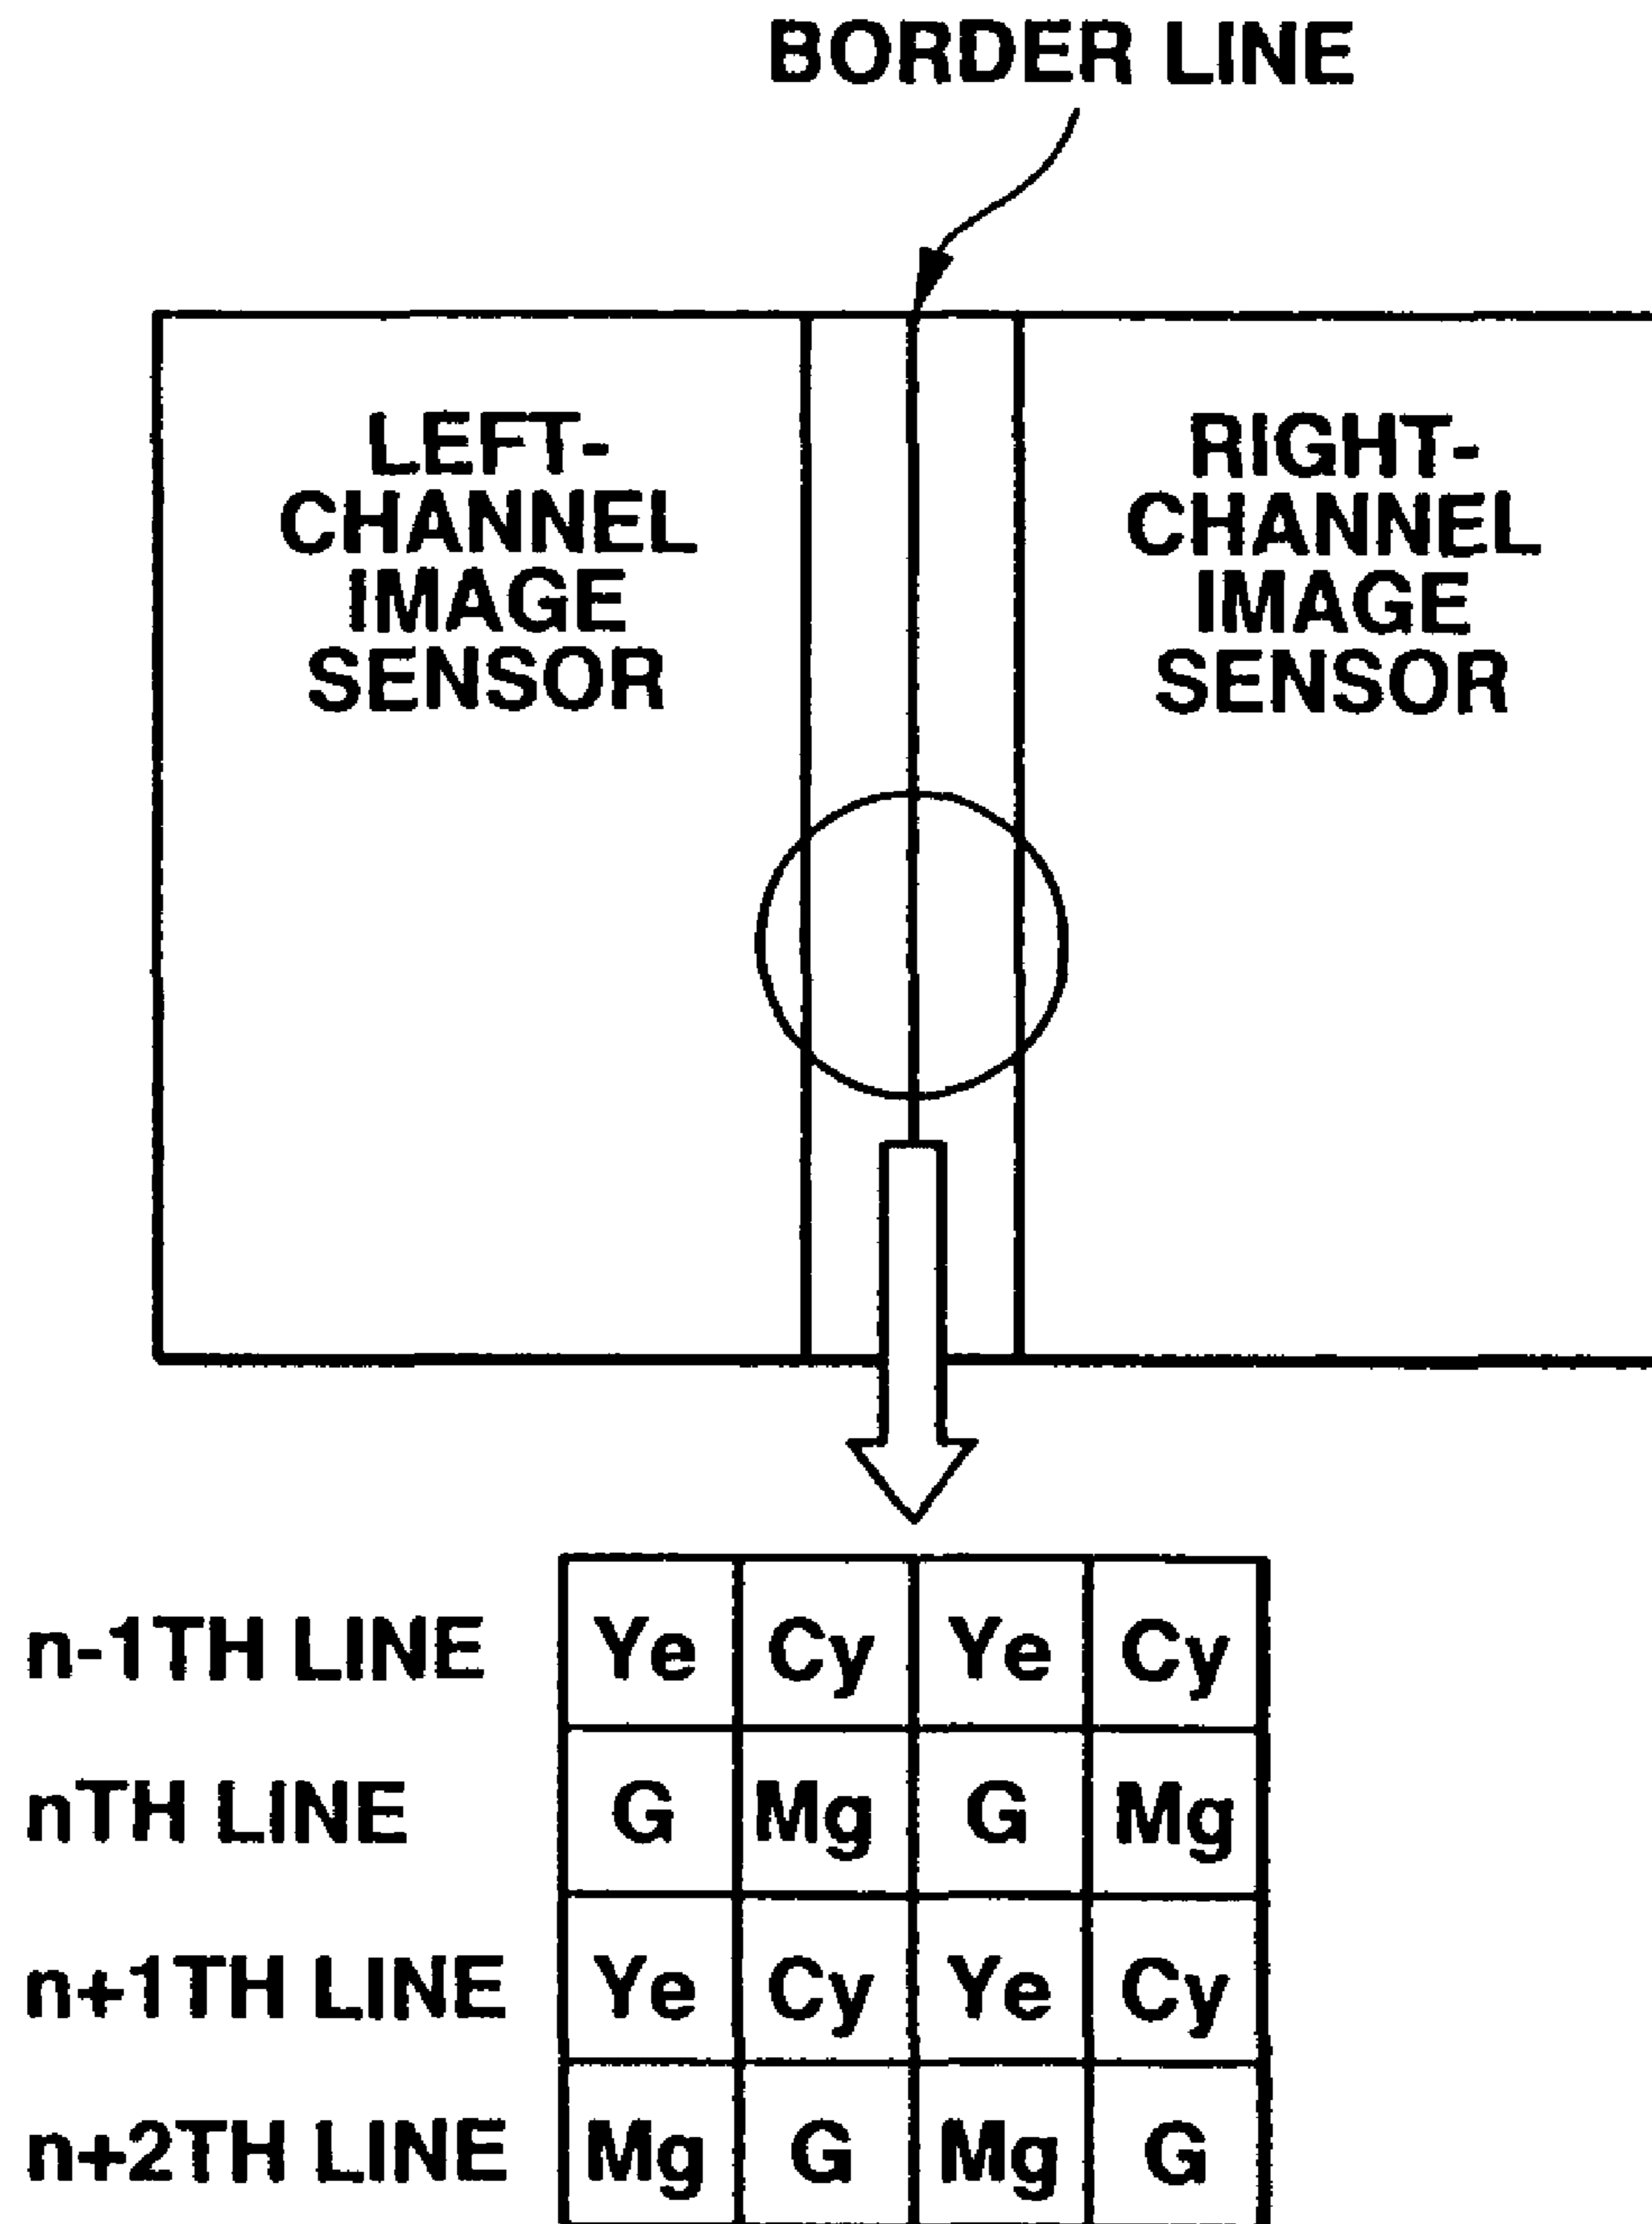 BORDER LINE
LEFT-
CHANNEL
IMAGE
SENSOR
RIGHT-
CHANNEL
IMAGE
SENSOR
n-1TH LINE Ye Cy Ye Cy
nTH LINE G Mg G Mg
n+1TH LINE Ye Cy Ye Cy
n+2TH LINE Mg G Mg G